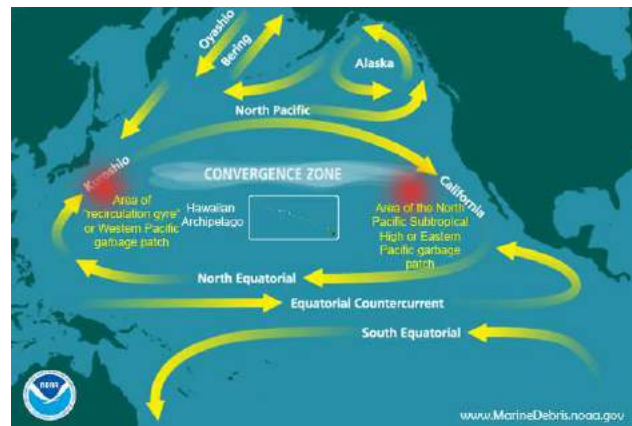 Oyashio
Bering
Alaska
North Pacific
Kuroshio
CONVERGENCE ZONE
California
Area of
"recirculation gyre"
or Western Pacific
garbage patch
Hawaiian
Archipelago
Area of the North
Pacific Subtropical
High or Eastern
Pacific garbage
patch
North Equatorial
Equatorial Countercurrent
South Equatorial
NOAA
www.MarineDebris.noaa.gov